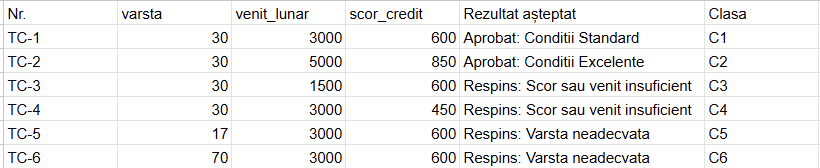 Nr. varsta venit_lunar scor_credit Rezultat așteptat Clasa
TC-1 30 3000 600 Aprobat: Conditii Standard C1
TC-2 30 5000 850 Aprobat: Conditii Excelente C2
TC-3 30 1500 600 Respins: Scor sau venit insuficient C3
TC-4 30 3000 450 Respins: Scor sau venit insuficient C4
TC-5 17 3000 600 Respins: Varsta neadecvata C5
TC-6 70 3000 600 Respins: Varsta neadecvata C6